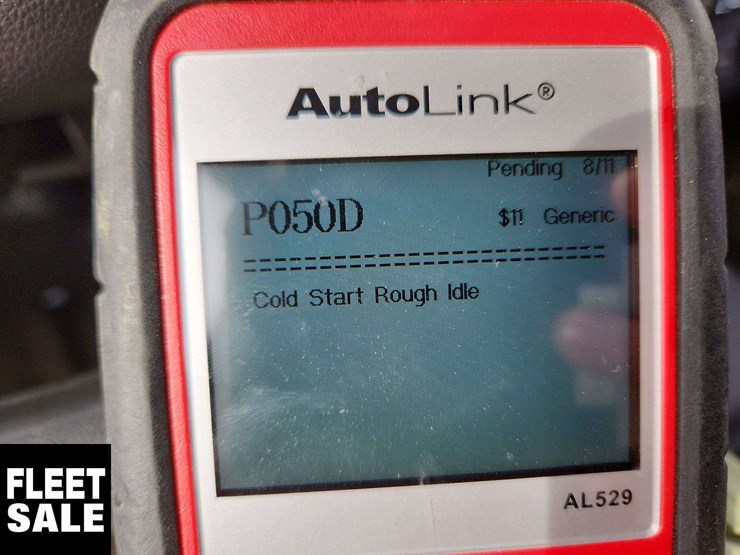 AutoLink®
Pending 8/11
P050D $11 Generic
==============================
Cold Start Rough Idle
AL529
FLEET
SALE